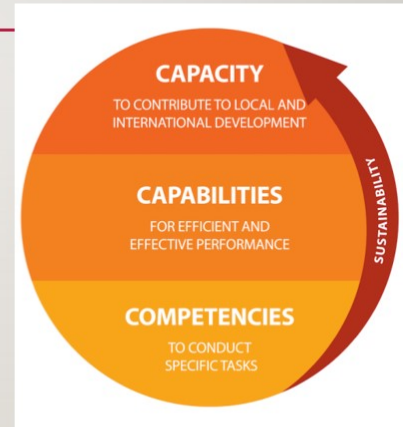 CAPACITY
TO CONTRIBUTE TO LOCAL AND
INTERNATIONAL DEVELOPMENT
CAPABILITIES
FOR EFFICIENT AND
EFFECTIVE PERFORMANCE
COMPETENCIES
TO CONDUCT
SPECIFIC TASKS
SUSTAINABILITY